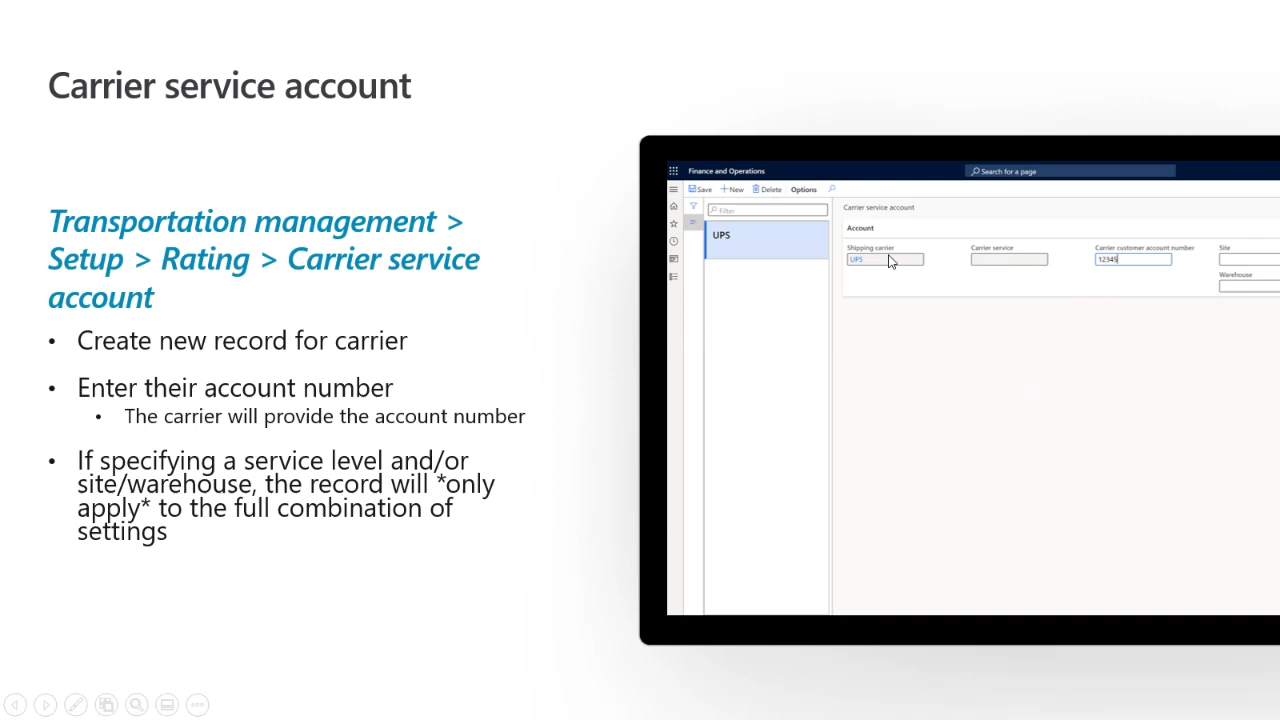 Carrier service account
Transportation management >
Setup > Rating > Carrier service
account
• Create new record for carrier
• Enter their account number
• The carrier will provide the account number
• If specifying a service level and/or
site/warehouse, the record will *only
apply* to the full combination of
settings
Finance and Operations
Search for a page
Save New Delete Options
Filter
UPS
Carrier service account
Account
Shipping carrier Carrier service Carrier customer account number Site
UPS 12345
Warehouse